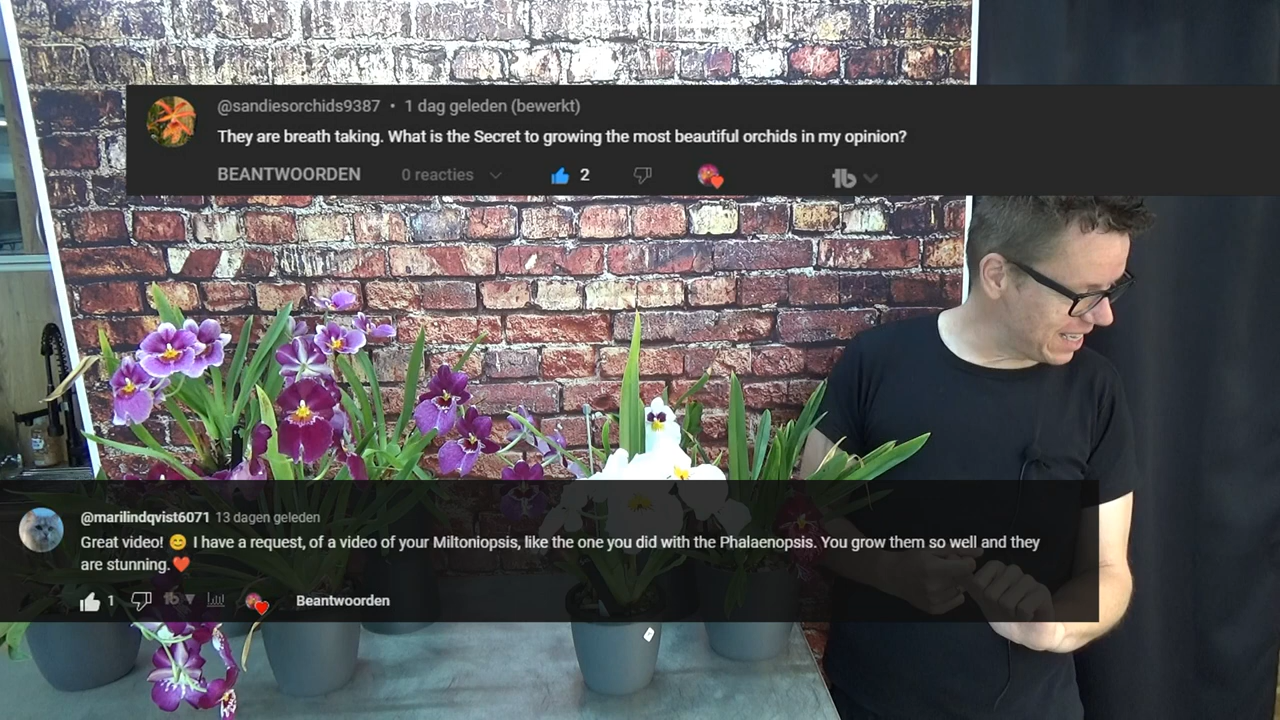 @sandiesorchids9387 • 1 dag geleden (bewerkt)
They are breath taking. What is the Secret to growing the most beautiful orchids in my opinion?
BEANTWOORDEN 0 reacties 2 tb
@marilindqvist6071 13 dagen geleden
Great video! 😊 I have a request, of a video of your Miltoniopsis, like the one you did with the Phalaenopsis. You grow them so well and they
are stunning.❤️
1 tb Beantwoorden